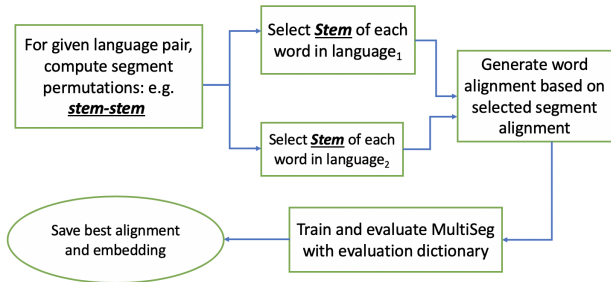 For given language pair,
compute segment
permutations: e.g.
stem-stem
Select Stem of each
word in language₁
Select Stem of each
word in language₂
Generate word
alignment based on
selected segment
alignment
Train and evaluate MultiSeg
with evaluation dictionary
Save best alignment
and embedding